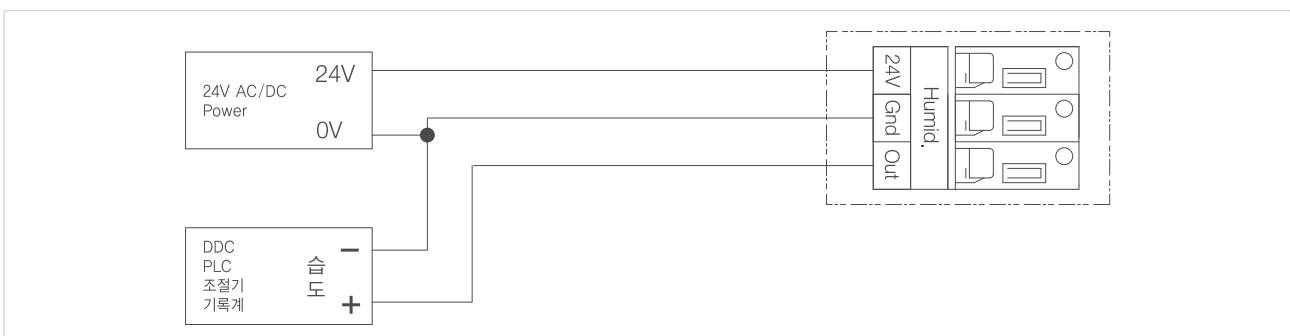 24V AC/DC
Power
24V
0V
DDC
PLC
조절기
기록계
습
도
−
+
24V
Gnd
Out
Humid.